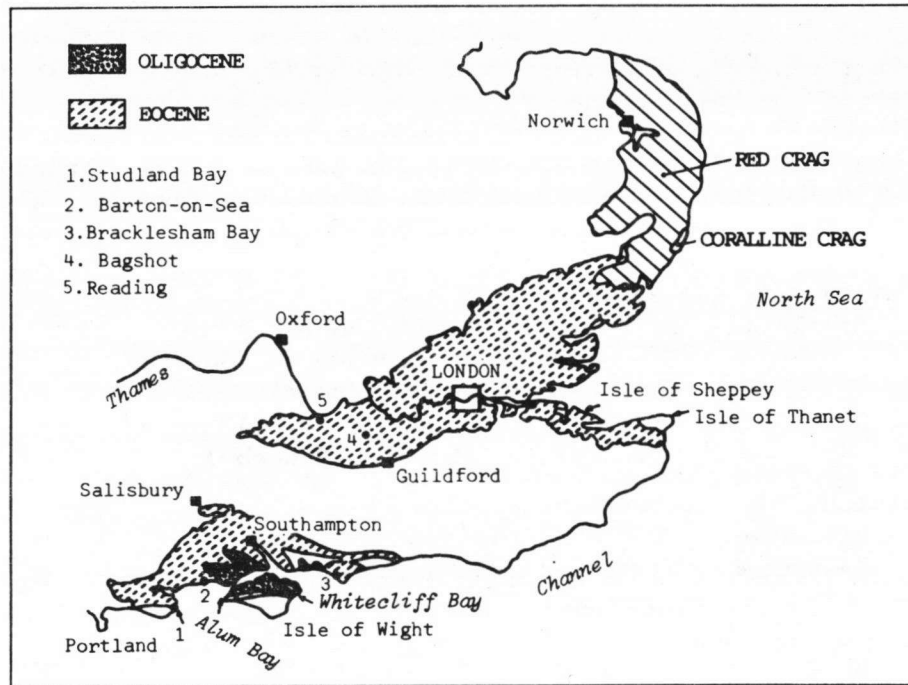 OLIGOCENE
EOCENE
1.Studland Bay
2. Barton-on-Sea
3.Bracklesham Bay
4. Bagshot
5.Reading
Norwich
RED CRAG
CORALLINE CRAG
North Sea
Oxford
Thames
LONDON
Isle of Sheppey
Isle of Thanet
5
4
Guildford
Salisbury
Southampton
Channel
3
2
Whitecliff Bay
1
Alum Bay
Isle of Wight
Portland